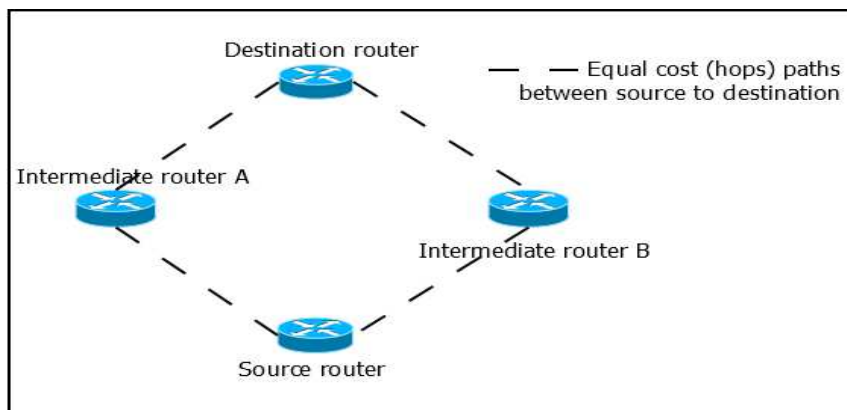 Destination router
Equal cost (hops) paths
between source to destination
Intermediate router A
Intermediate router B
Source router